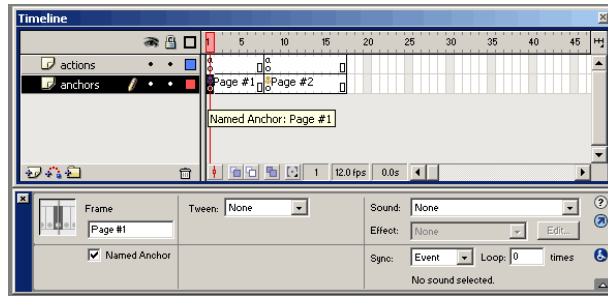 Timeline
1 5 10 15 20 25 30 35 40 45
actions
a a
anchors
Page #1 Page #2
Named Anchor: Page #1
1 12.0 fps 0.0s
Frame Tween: None Sound: None
Page #1 Effect: None Edit...
Named Anchor Sync: Event Loop: 0 times
No sound selected.